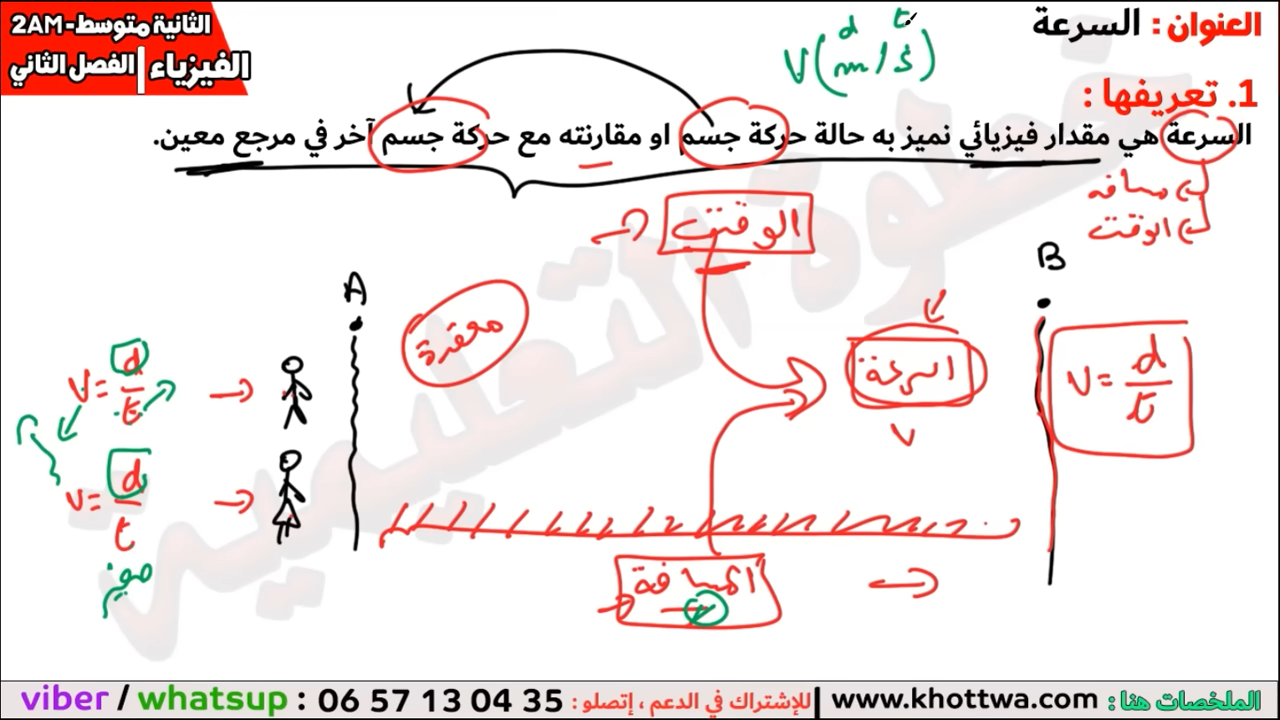 العنوان : السرعة
الثانية متوسط - 2AM
الفيزياء | الفصل الثاني
d t
V(m/s)
1. تعريفها :
السرعة هي مقدار فيزيائي نميز به حالة حركة جسم او مقارنته مع حركة جسم آخر في مرجع معين.
مسافة
الوقت
الوقت
A
B
السرعة
V
V = d/t
V = d/t
V = d/t
المسافة
خطوة التعليمية
الملخصات هنا : www.khottwa.com | للإشتراك في الدعم ، إتصلو : viber / whatsup : 06 57 13 04 35